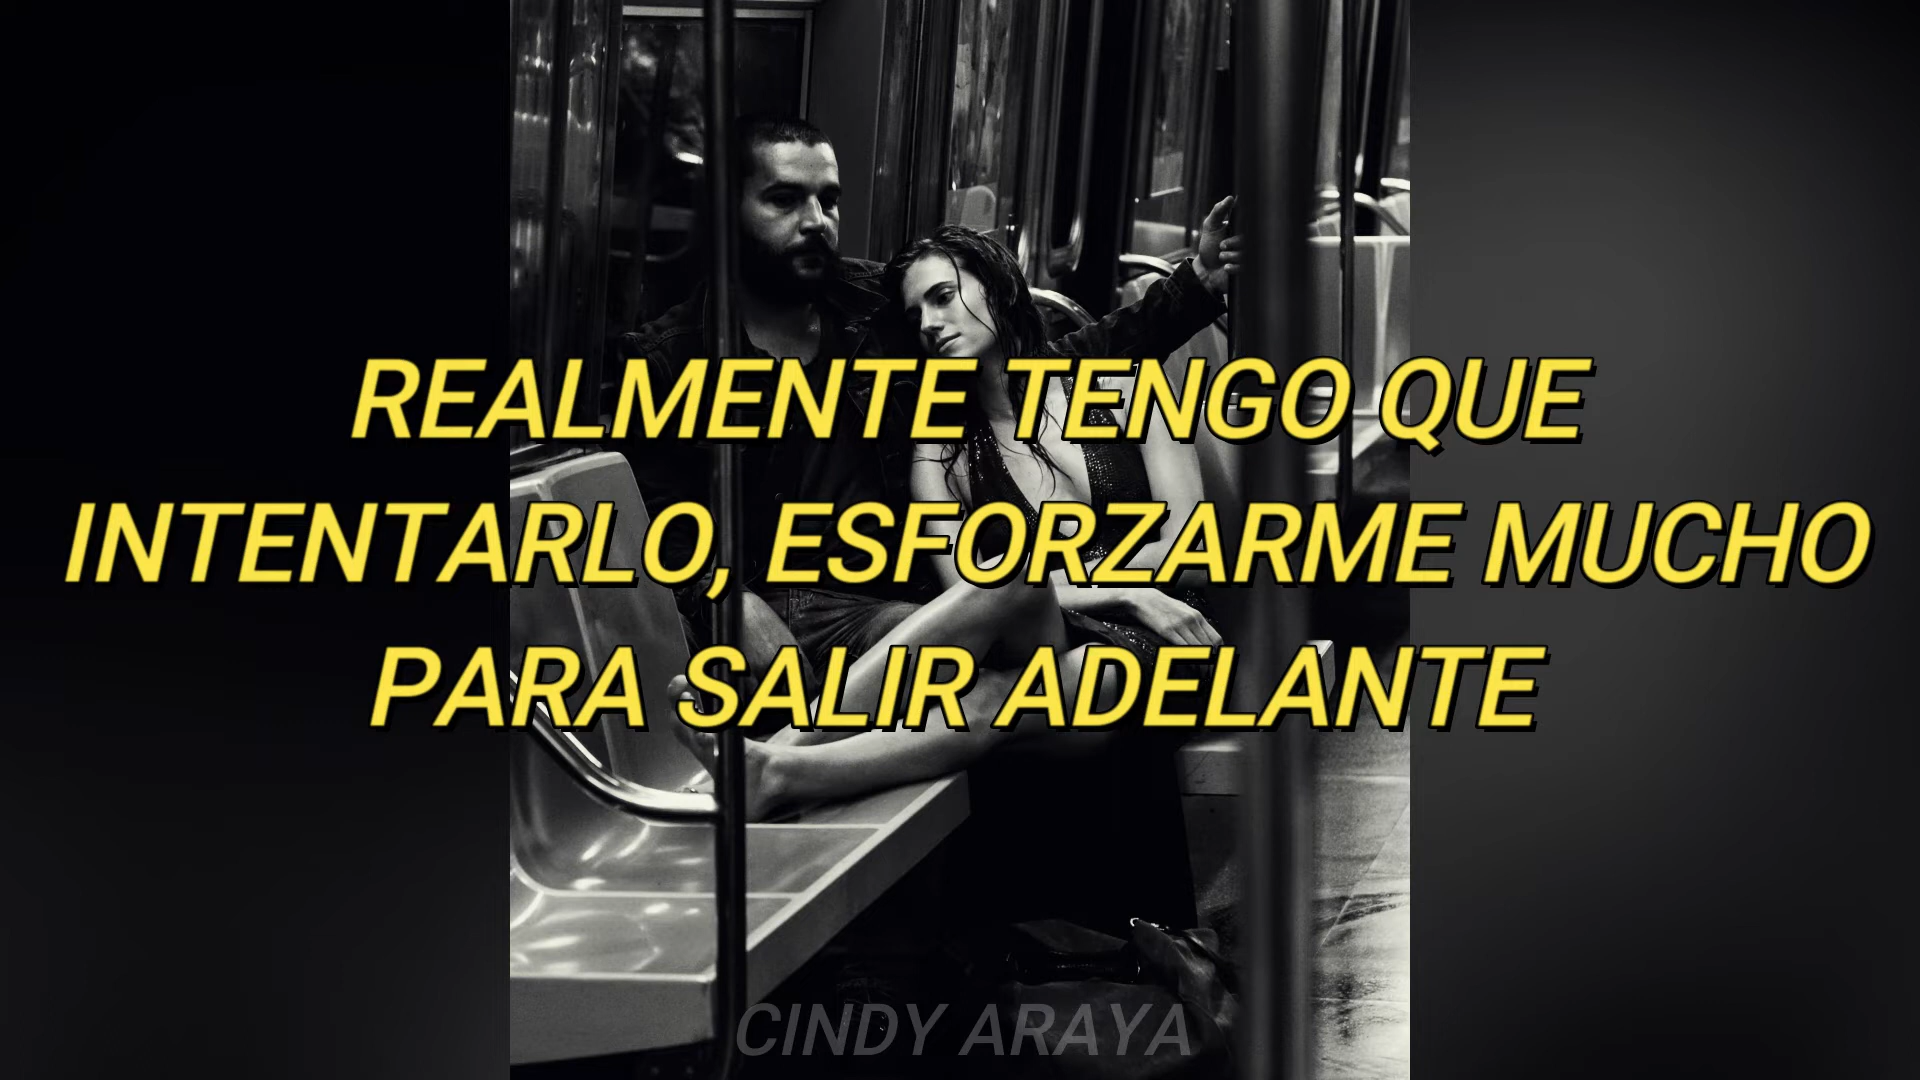 REALMENTE TENGO QUE
INTENTARLO, ESFORZARME MUCHO
PARA SALIR ADELANTE
CINDY ARAYA